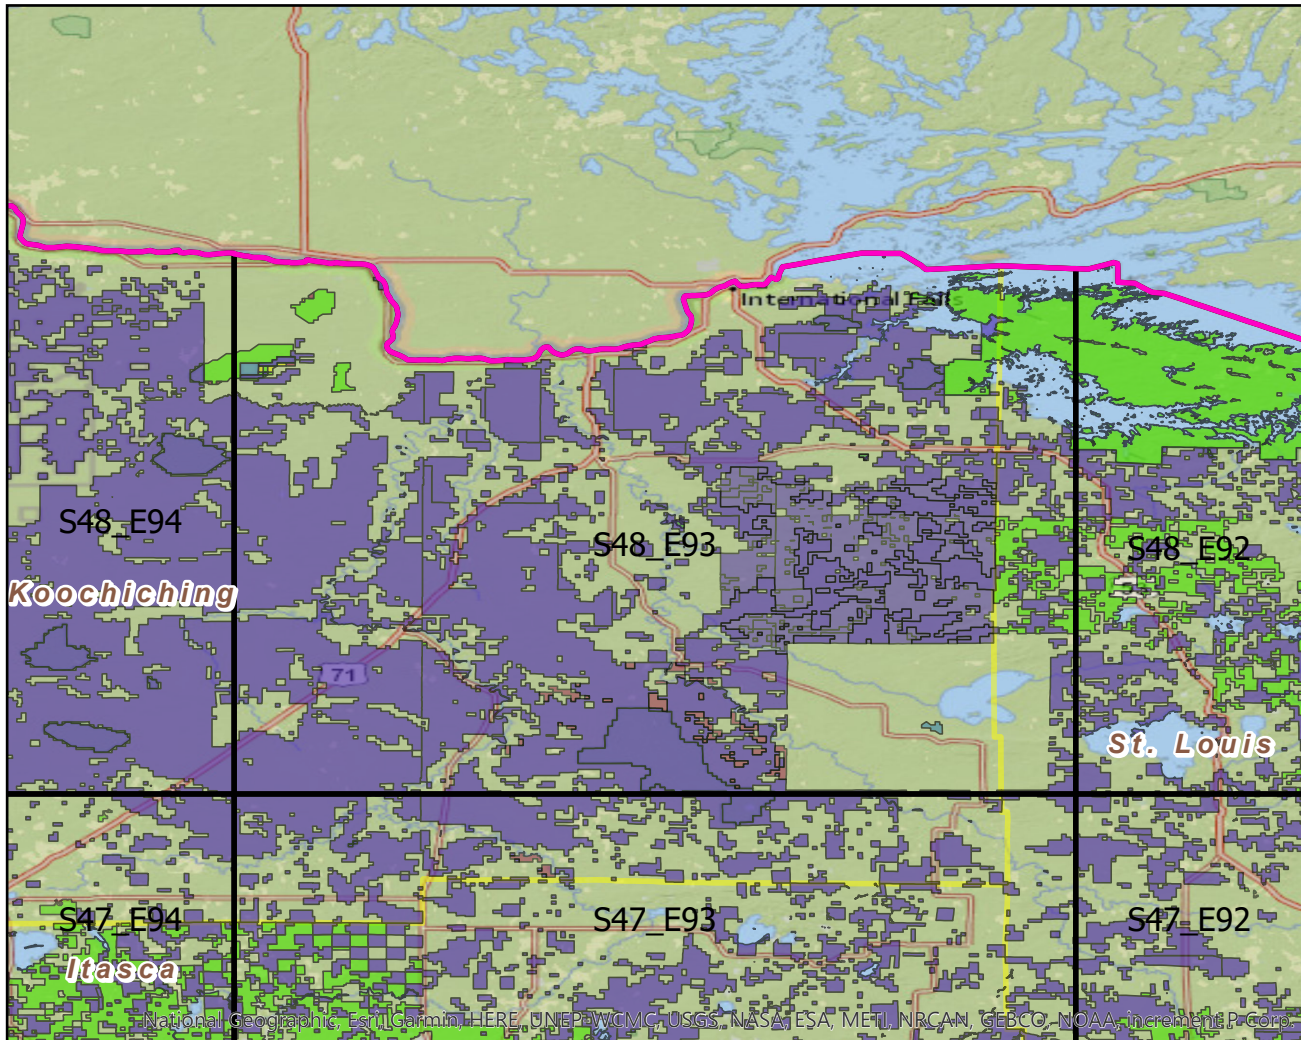 International Falls
S48_E94
S48_E93
S48_E92
Koochiching
71
St. Louis
S47_E94
S47_E93
S47_E92
Itasca
National Geographic, Esri, Garmin, HERE, UNEP-WCMC, USGS, NASA, ESA, METI, NRCAN, GEBCO, NOAA, increment P Corp.